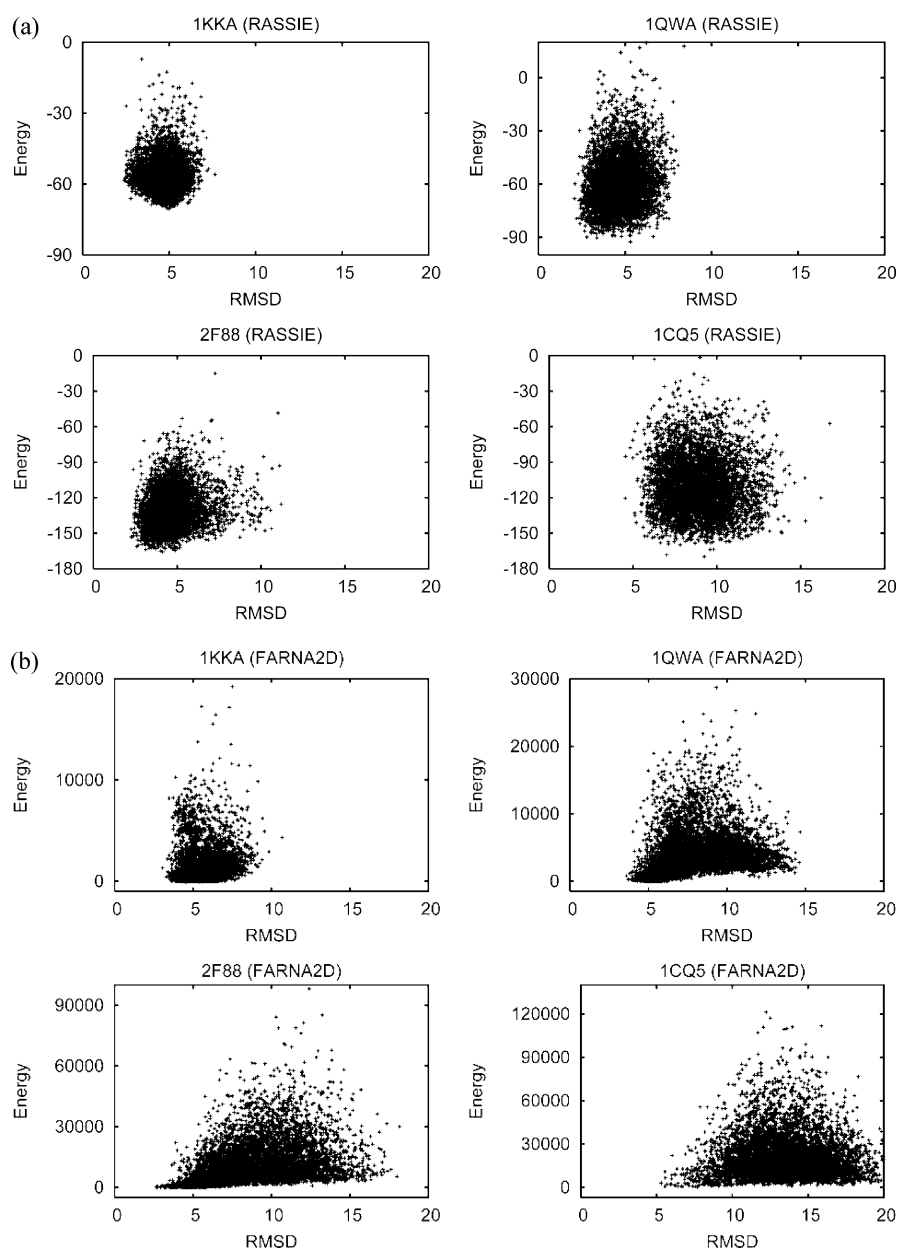 (a)
1KKA (RASSIE)
0
-30
-60
-90
Energy
0 5 10 15 20
RMSD
1QWA (RASSIE)
0
-30
-60
-90
Energy
0 5 10 15 20
RMSD
2F88 (RASSIE)
0
-30
-60
-90
-120
-150
-180
Energy
0 5 10 15 20
RMSD
1CQ5 (RASSIE)
0
-30
-60
-90
-120
-150
-180
Energy
0 5 10 15 20
RMSD
(b)
1KKA (FARNA2D)
20000
10000
0
Energy
0 5 10 15 20
RMSD
1QWA (FARNA2D)
30000
20000
10000
0
Energy
0 5 10 15 20
RMSD
2F88 (FARNA2D)
90000
60000
30000
0
Energy
0 5 10 15 20
RMSD
1CQ5 (FARNA2D)
120000
90000
60000
30000
0
Energy
0 5 10 15 20
RMSD